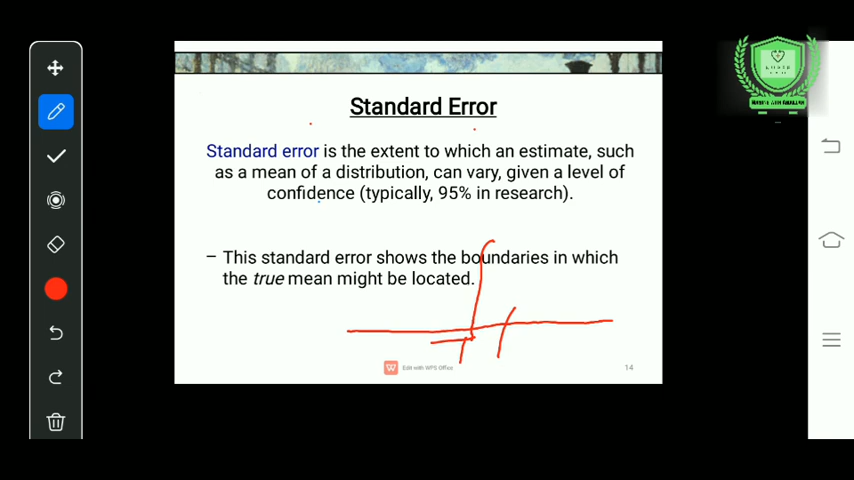 Standard Error
Standard error is the extent to which an estimate, such
as a mean of a distribution, can vary, given a level of
confidence (typically, 95% in research).
– This standard error shows the boundaries in which
the true mean might be located.
Edit with WPS Office
14